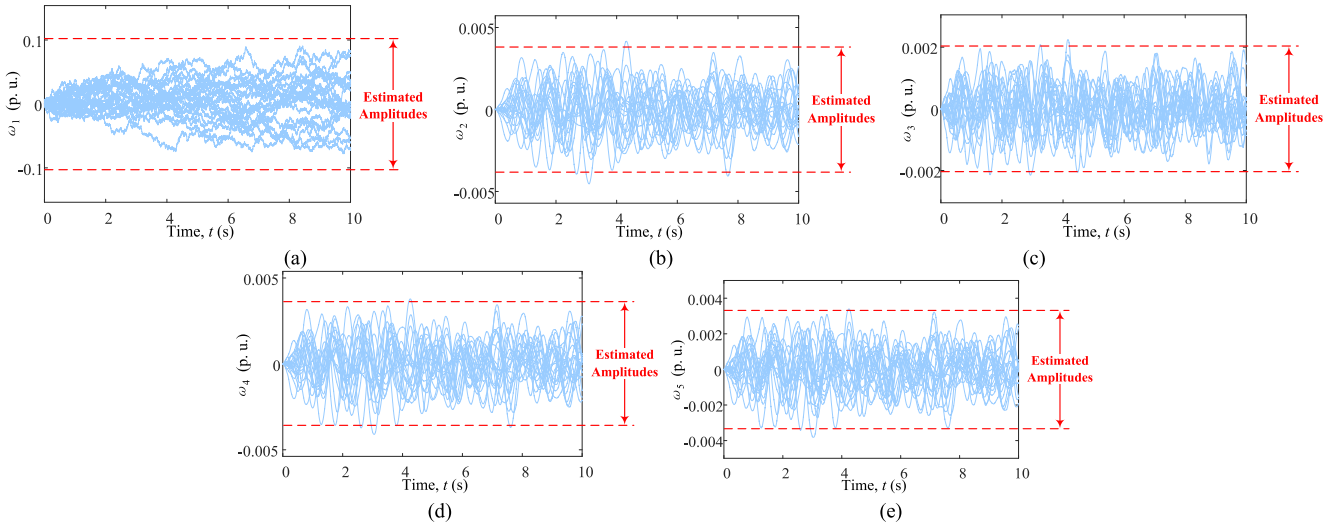 0.1
0
-0.1
ω1 (p. u.)
0 2 4 6 8 10
Time, t (s)
Estimated
Amplitudes
(a)
0.005
0
-0.005
ω2 (p. u.)
0 2 4 6 8 10
Time, t (s)
Estimated
Amplitudes
(b)
0.002
0
-0.002
ω3 (p. u.)
0 2 4 6 8 10
Time, t (s)
Estimated
Amplitudes
(c)
0.005
0
-0.005
ω4 (p. u.)
0 2 4 6 8 10
Time, t (s)
Estimated
Amplitudes
(d)
0.004
0.002
0
-0.002
-0.004
ω5 (p. u.)
0 2 4 6 8 10
Time, t (s)
Estimated
Amplitudes
(e)